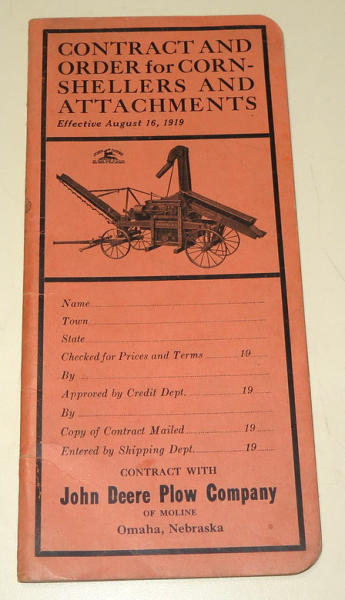 CONTRACT AND
ORDER for CORN-
SHELLERS AND
ATTACHMENTS
Effective August 16, 1919
Name
Town
State
Checked for Prices and Terms 19
By
Approved by Credit Dept. 19
By
Copy of Contract Mailed 19
Entered by Shipping Dept. 19
CONTRACT WITH
John Deere Plow Company
OF MOLINE
Omaha, Nebraska